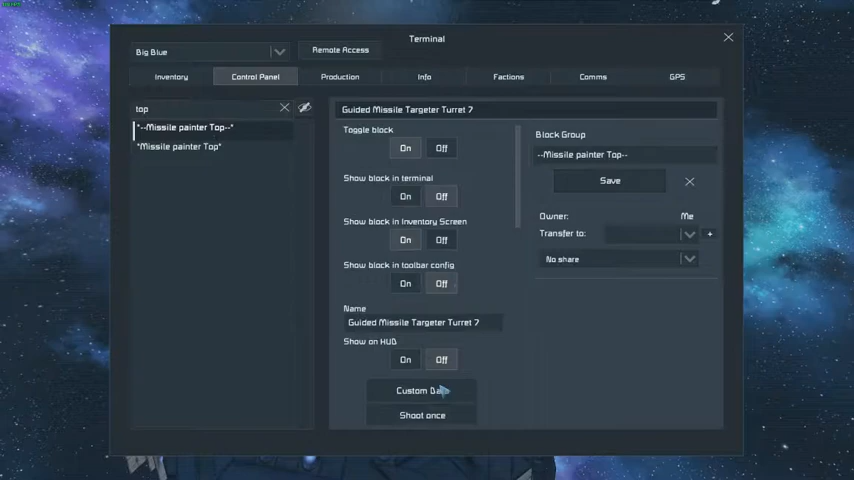 Terminal
Big Blue
Remote Access
Inventory
Control Panel
Production
Info
Factions
Comms
GPS
top
*--Missile painter Top--*
*Missile painter Top*
Guided Missile Targeter Turret 7
Toggle block
On
Off
Show block in terminal
On
Off
Show block in Inventory Screen
On
Off
Show block in toolbar config
On
Off
Name
Guided Missile Targeter Turret 7
Show on HUD
On
Off
Custom Da
Shoot once
Block Group
--Missile painter Top--
Save
Owner:
Me
Transfer to:
+
No share